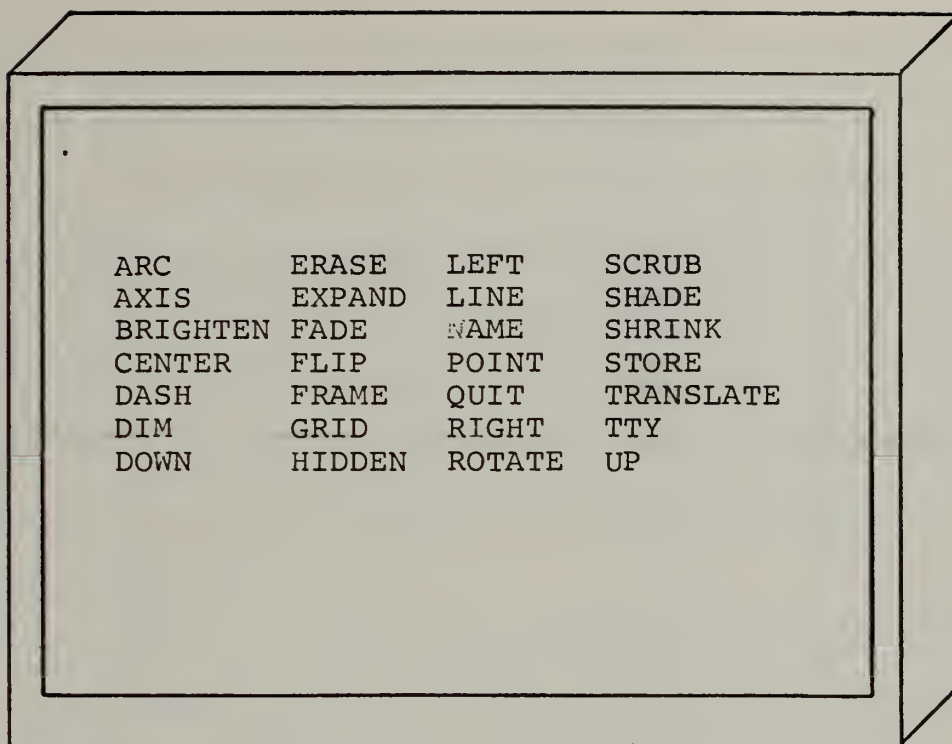 ARC ERASE LEFT SCRUB
AXIS EXPAND LINE SHADE
BRIGHTEN FADE NAME SHRINK
CENTER FLIP POINT STORE
DASH FRAME QUIT TRANSLATE
DIM GRID RIGHT TTY
DOWN HIDDEN ROTATE UP